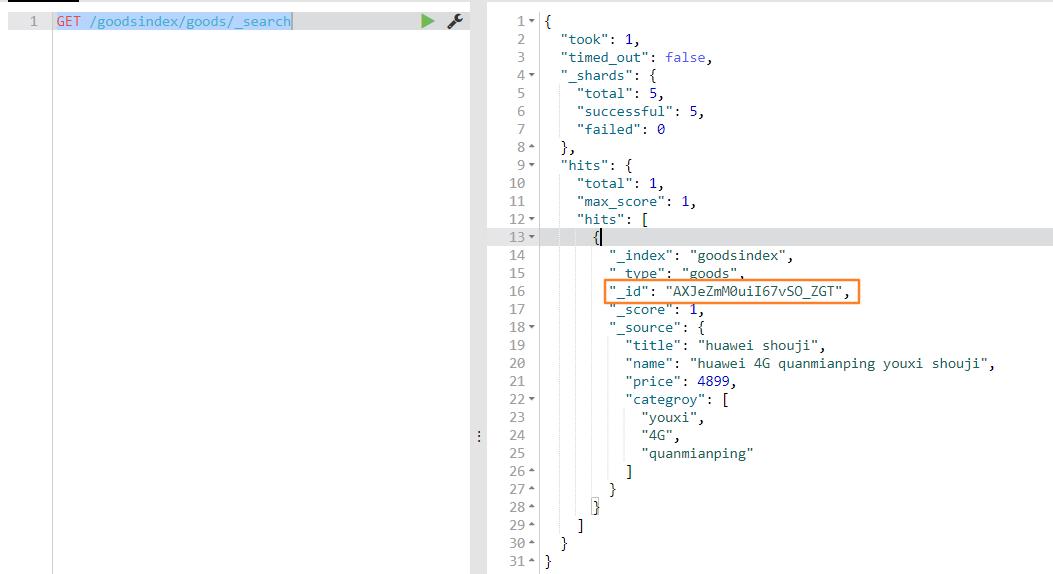 1 GET /goodsindex/goods/_search
1 {
2 "took": 1,
3 "timed_out": false,
4 "_shards": {
5 "total": 5,
6 "successful": 5,
7 "failed": 0
8 },
9 "hits": {
10 "total": 1,
11 "max_score": 1,
12 "hits": [
13 {
14 "_index": "goodsindex",
15 "_type": "goods",
16 "_id": "AXJeZmM0uiI67vSO_ZGT",
17 "_score": 1,
18 "_source": {
19 "title": "huawei shouji",
20 "name": "huawei 4G quanmianping youxi shouji",
21 "price": 4899,
22 "categroy": [
23 "youxi",
24 "4G",
25 "quanmianping"
26 ]
27 }
28 }
29 ]
30 }
31 }